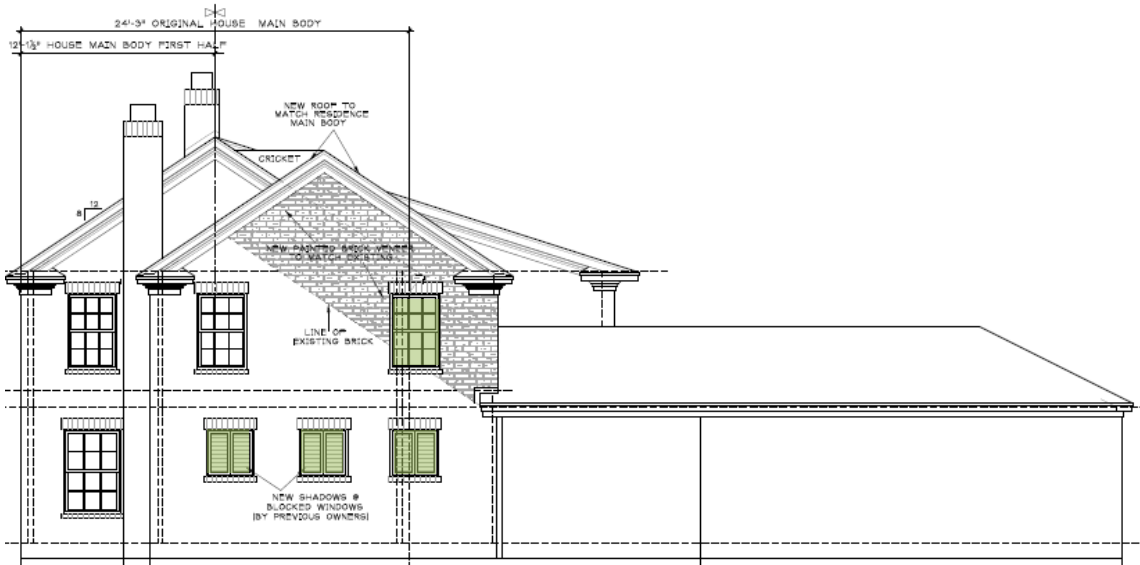 24'-3" ORIGINAL HOUSE MAIN BODY
12'-1½" HOUSE MAIN BODY FIRST HALF
NEW ROOF TO
MATCH RESIDENCE
MAIN BODY
CRICKET
12
8
NEW PAINTED BRICK VENEER
TO MATCH EXISTING
LINE OF
EXISTING BRICK
NEW SHADOWS @
BLOCKED WINDOWS
(BY PREVIOUS OWNERS)